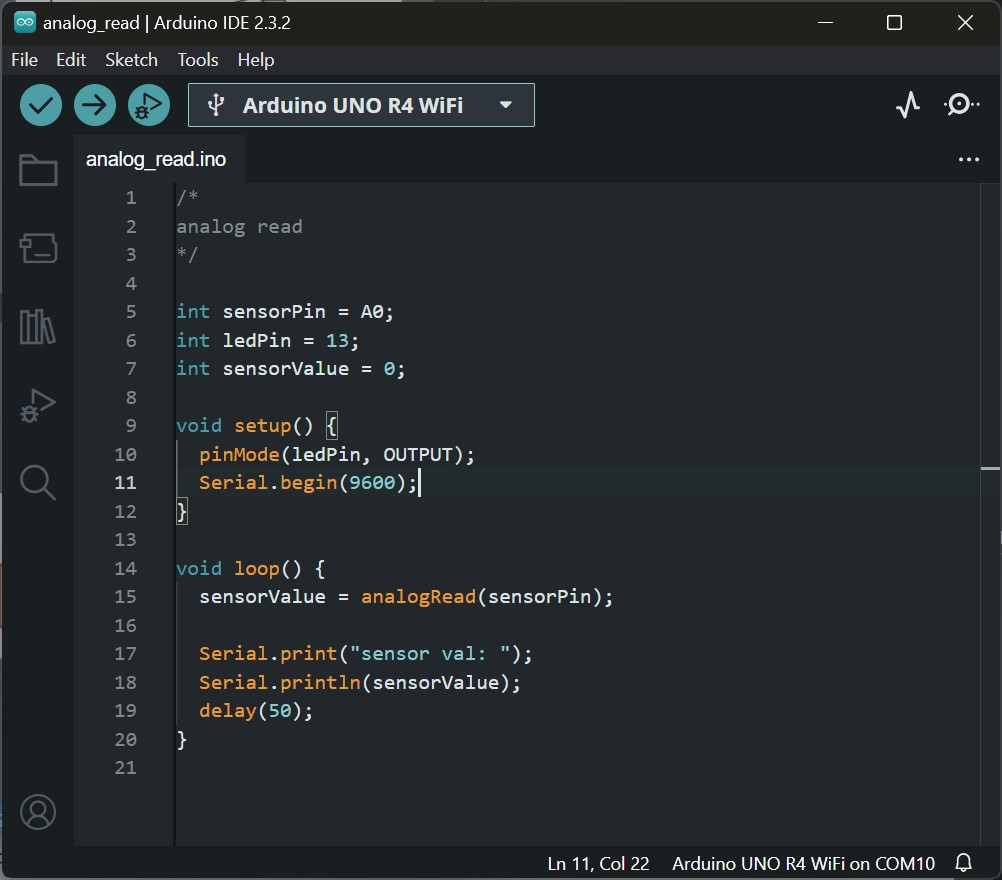 analog_read | Arduino IDE 2.3.2
File Edit Sketch Tools Help
Arduino UNO R4 WiFi
analog_read.ino
1 /*
2 analog read
3 */
4
5 int sensorPin = A0;
6 int ledPin = 13;
7 int sensorValue = 0;
8
9 void setup() {
10   pinMode(ledPin, OUTPUT);
11   Serial.begin(9600);
12 }
13
14 void loop() {
15   sensorValue = analogRead(sensorPin);
16
17   Serial.print("sensor val: ");
18   Serial.println(sensorValue);
19   delay(50);
20 }
21
Ln 11, Col 22 Arduino UNO R4 WiFi on COM10